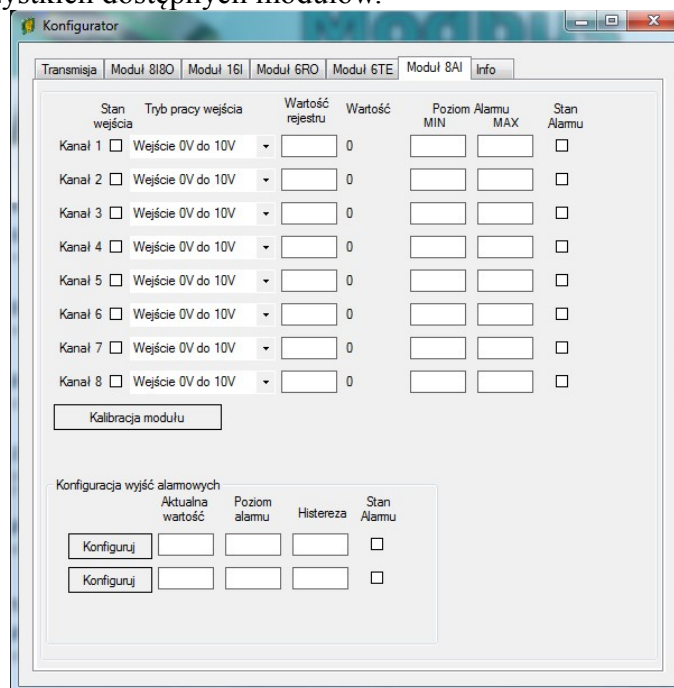 ystkich dostępnych modułów.
Konfigurator
Transmisja Moduł 8I8O Moduł 16I Moduł 6RO Moduł 6TE Moduł 8AI Info
Stan wejścia Tryb pracy wejścia Wartość rejestru Wartość Poziom Alarmu MIN MAX Stan Alarmu
Kanał 1 Wejście 0V do 10V 0
Kanał 2 Wejście 0V do 10V 0
Kanał 3 Wejście 0V do 10V 0
Kanał 4 Wejście 0V do 10V 0
Kanał 5 Wejście 0V do 10V 0
Kanał 6 Wejście 0V do 10V 0
Kanał 7 Wejście 0V do 10V 0
Kanał 8 Wejście 0V do 10V 0
Kalibracja modułu
Konfiguracja wyjść alarmowych
Aktualna wartość Poziom alarmu Histereza Stan Alarmu
Konfiguruj
Konfiguruj